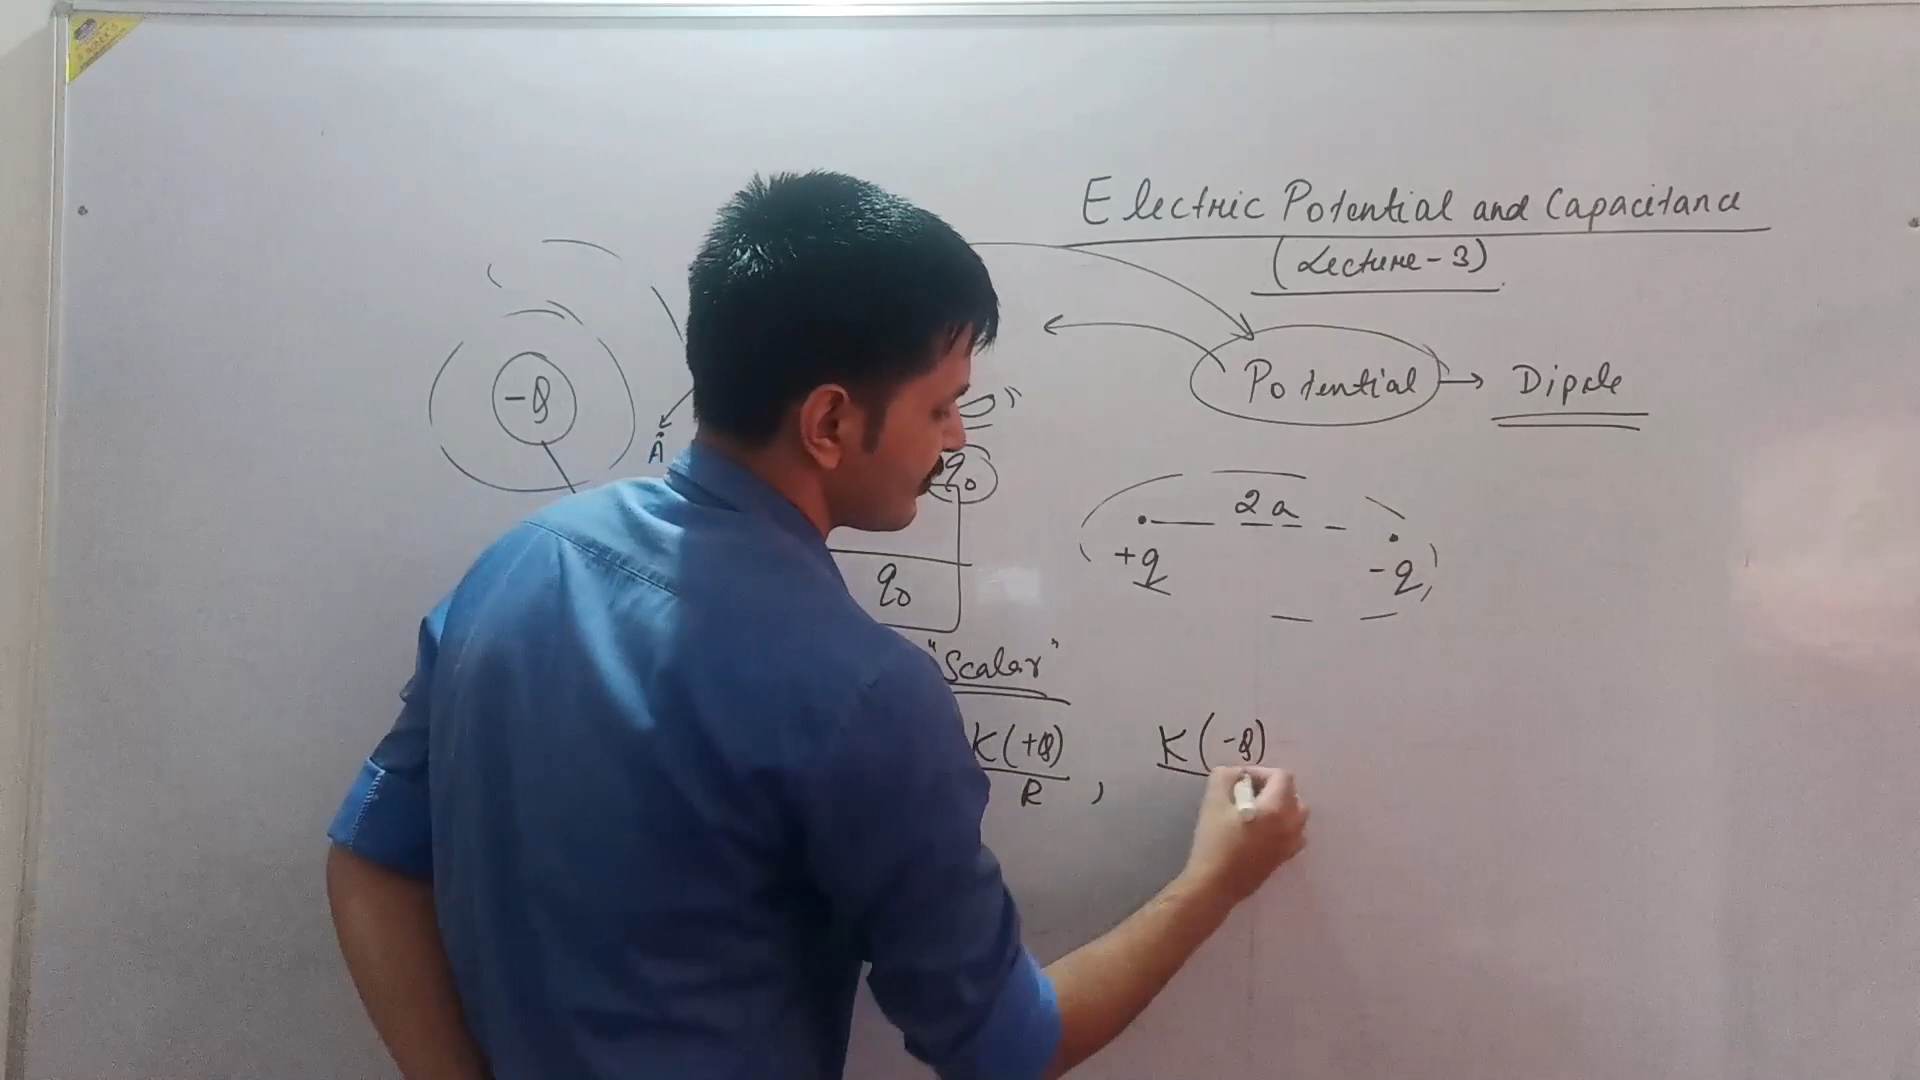 Electric Potential and Capacitance
(Lecture-3)
Potential → Dipole
-Q
A
q₀
2a
+q
-q
q₀
"Scalar"
K(+Q)
R
,
K(-Q)